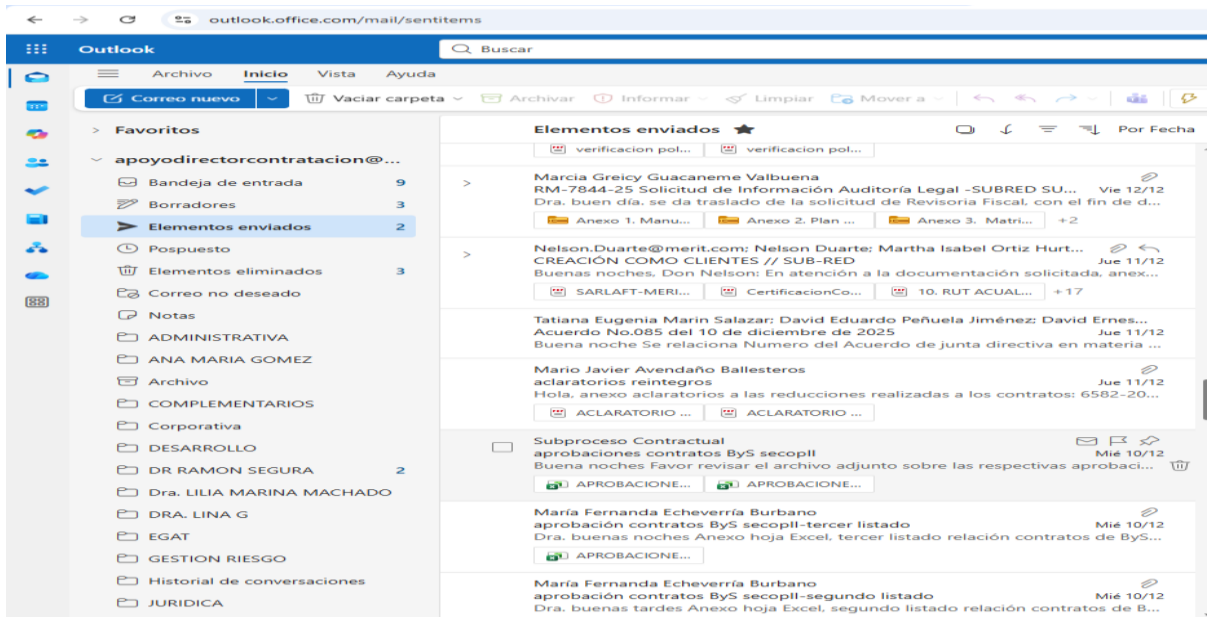 outlook.office.com/mail/sentitems
Outlook
Buscar
Archivo Inicio Vista Ayuda
Correo nuevo Vaciar carpeta Archivar Informar Limpiar Mover a
Favoritos
apoyodirectorcontratacion@...
Bandeja de entrada 9
Borradores 3
Elementos enviados 2
Pospuesto
Elementos eliminados 3
Correo no deseado
Notas
ADMINISTRATIVA
ANA MARIA GOMEZ
Archivo
COMPLEMENTARIOS
Corporativa
DESARROLLO
DR RAMON SEGURA 2
Dra. LILIA MARINA MACHADO
DRA. LINA G
EGAT
GESTION RIESGO
Historial de conversaciones
JURIDICA
Elementos enviados Por Fecha
verificacion pol... verificacion pol...
Marcia Greicy Guacaneme Valbuena
RM-7844-25 Solicitud de Información Auditoría Legal -SUBRED SU... Vie 12/12
Dra. buen día. se da traslado de la solicitud de Revisoria Fiscal, con el fin de d...
Anexo 1. Manu... Anexo 2. Plan ... Anexo 3. Matri... +2
Nelson.Duarte@merit.com; Nelson Duarte; Martha Isabel Ortiz Hurt...
CREACIÓN COMO CLIENTES // SUB-RED Jue 11/12
Buenas noches, Don Nelson: En atención a la documentación solicitada, anex...
SARLAFT-MERI... CertificacionCo... 10. RUT ACUAL... +17
Tatiana Eugenia Marin Salazar; David Eduardo Peñuela Jiménez; David Ernes...
Acuerdo No.085 del 10 de diciembre de 2025 Jue 11/12
Buena noche Se relaciona Numero del Acuerdo de junta directiva en materia ...
Mario Javier Avendaño Ballesteros
aclaratorios reintegros Jue 11/12
Hola, anexo aclaratorios a las reducciones realizadas a los contratos: 6582-20...
ACLARATORIO ... ACLARATORIO ...
Subproceso Contractual
aprobaciones contratos ByS secopII Mié 10/12
Buena noches Favor revisar el archivo adjunto sobre las respectivas aprobaci...
APROBACIONE... APROBACIONE...
María Fernanda Echeverría Burbano
aprobación contratos ByS secopII-tercer listado Mié 10/12
Dra. buenas noches Anexo hoja Excel, tercer listado relación contratos de ByS...
APROBACIONE...
María Fernanda Echeverría Burbano
aprobación contratos ByS secopII-segundo listado Mié 10/12
Dra. buenas tardes Anexo hoja Excel, segundo listado relación contratos de B...